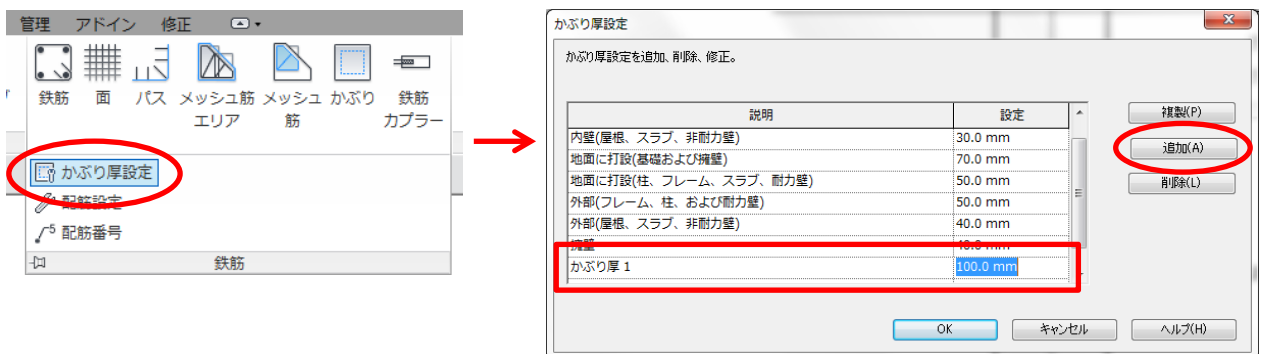 管理 アドイン 修正
鉄筋 面 パス メッシュ筋 メッシュ かぶり 鉄筋
エリア 筋 カプラー
かぶり厚設定
配筋設定
配筋番号
鉄筋
かぶり厚設定
かぶり厚設定を追加、削除、修正。
説明 設定
内壁(屋根、スラブ、非耐力壁) 30.0 mm
地面に打設(基礎および擁壁) 70.0 mm
地面に打設(柱、フレーム、スラブ、耐力壁) 50.0 mm
外部(フレーム、柱、および耐力壁) 50.0 mm
外部(屋根、スラブ、非耐力壁) 40.0 mm
擁壁 40.0 mm
かぶり厚 1 100.0 mm
複製(P)
追加(A)
削除(L)
OK キャンセル ヘルプ(H)